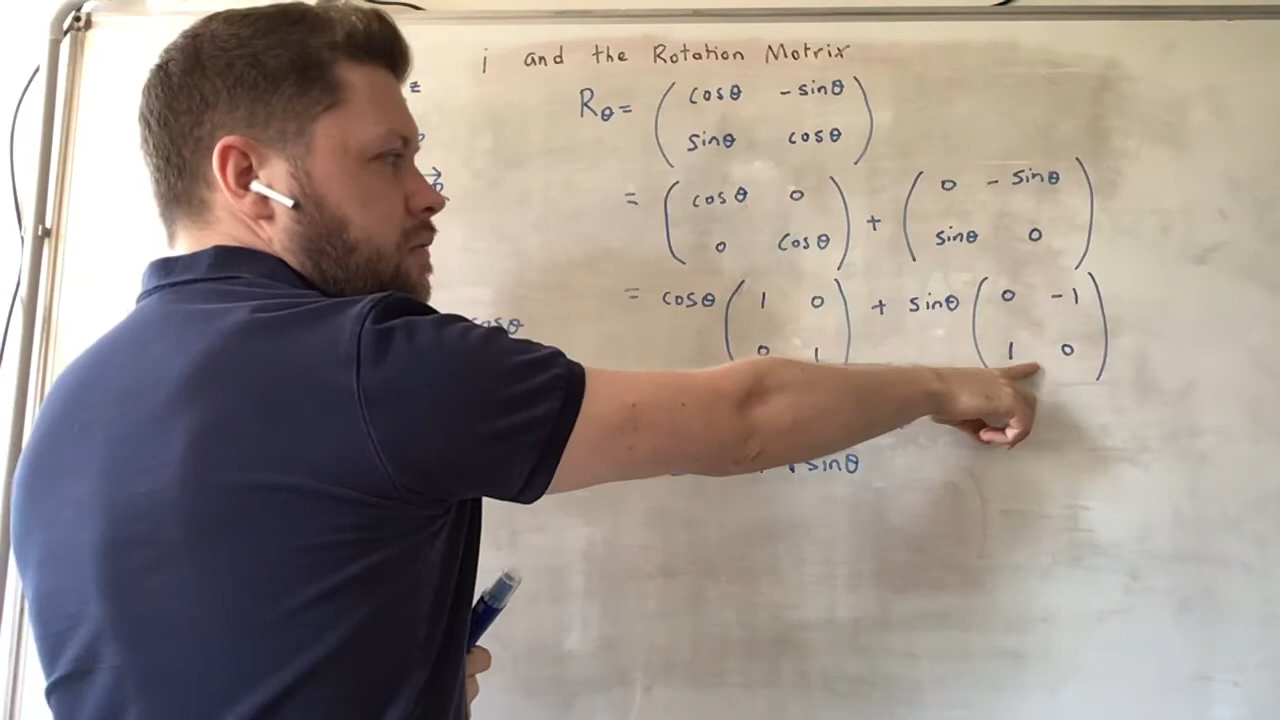 i and the Rotation Matrix
z
Rθ = ( cosθ -sinθ )
( sinθ cosθ )
= ( cosθ 0 ) + ( 0 - sinθ )
( 0 cosθ ) ( sinθ 0 )
= cosθ ( 1 0 ) + sinθ ( 0 -1 )
( 0 1 ) ( 1 0 )
cosθ
sinθ